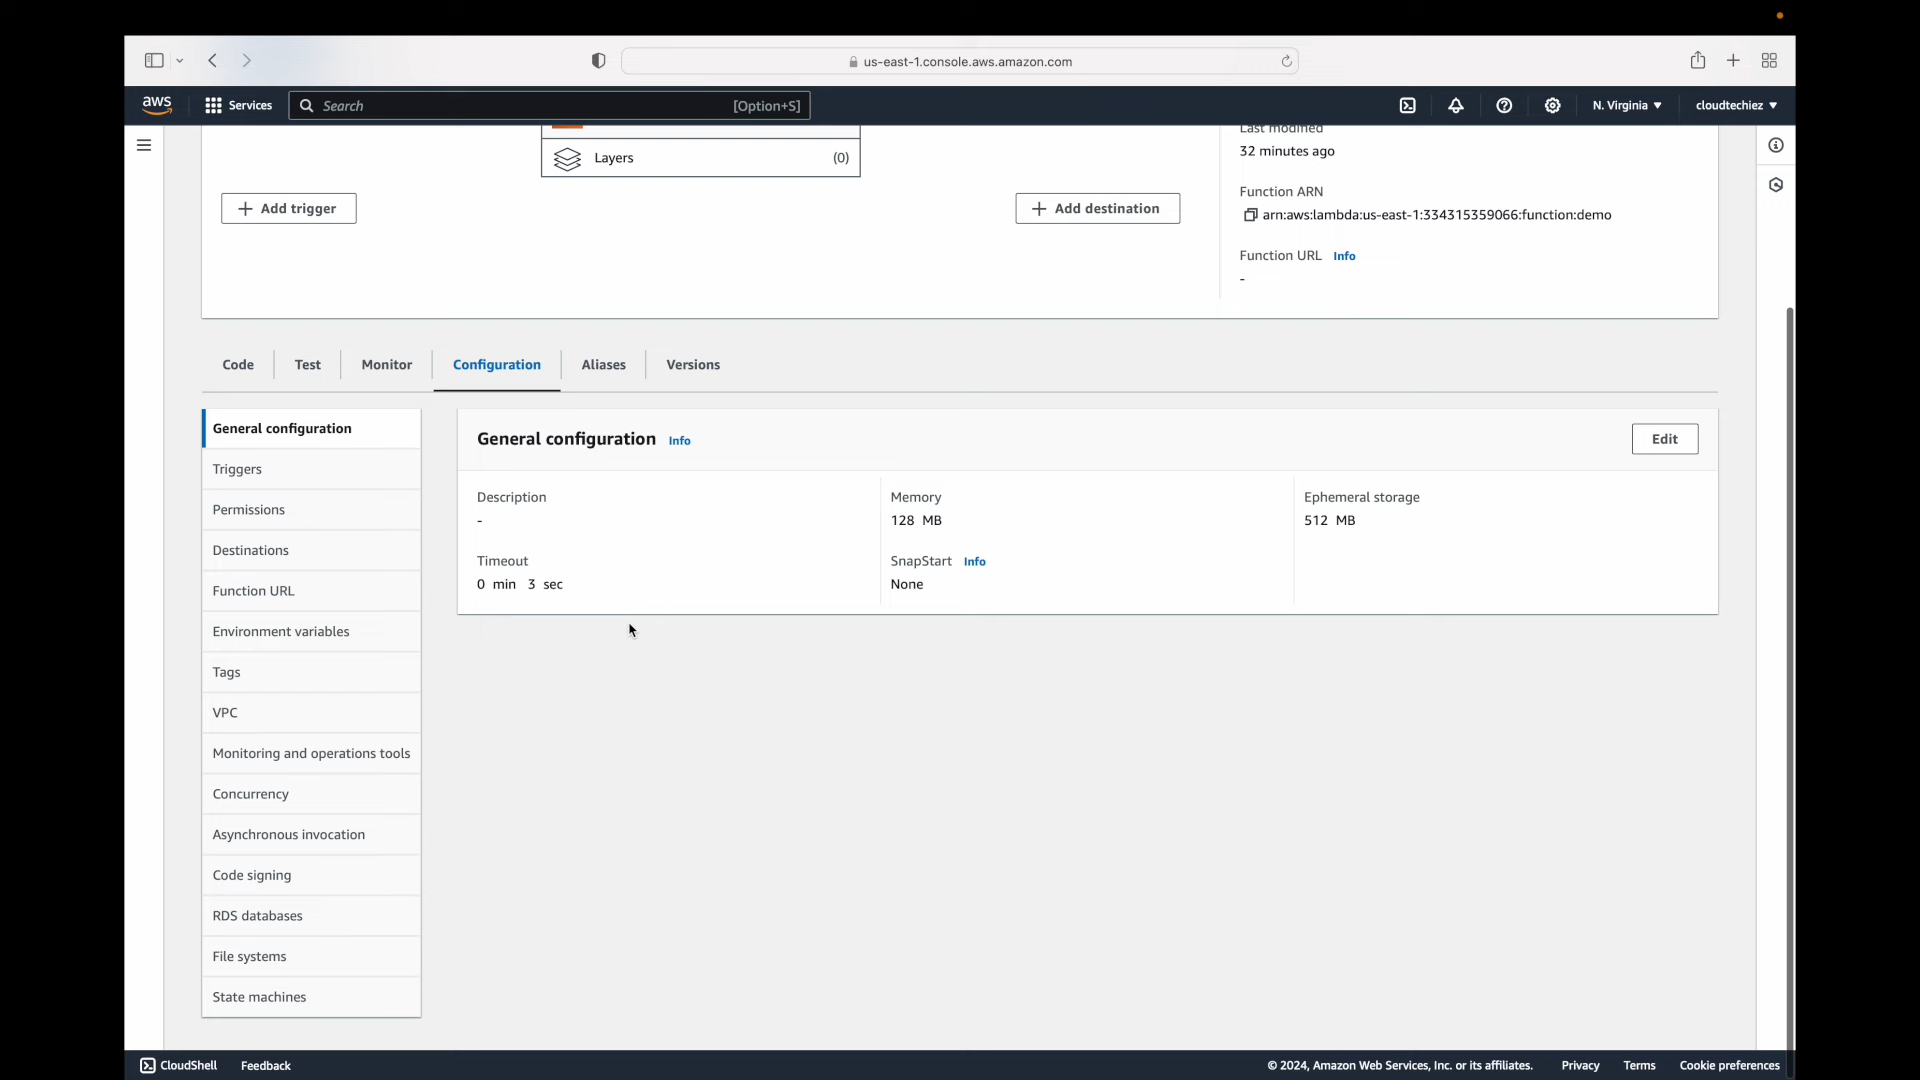 us-east-1.console.aws.amazon.com
aws
Services
Search
[Option+S]
N. Virginia
cloudtechiez
Layers
(0)
Last modified
32 minutes ago
Function ARN
arn:aws:lambda:us-east-1:334315359066:function:demo
Function URL Info
-
+ Add trigger
+ Add destination
Code
Test
Monitor
Configuration
Aliases
Versions
General configuration
Triggers
Permissions
Destinations
Function URL
Environment variables
Tags
VPC
Monitoring and operations tools
Concurrency
Asynchronous invocation
Code signing
RDS databases
File systems
State machines
General configuration Info
Edit
Description
-
Memory
128 MB
Ephemeral storage
512 MB
Timeout
0 min 3 sec
SnapStart Info
None
CloudShell
Feedback
© 2024, Amazon Web Services, Inc. or its affiliates.
Privacy
Terms
Cookie preferences